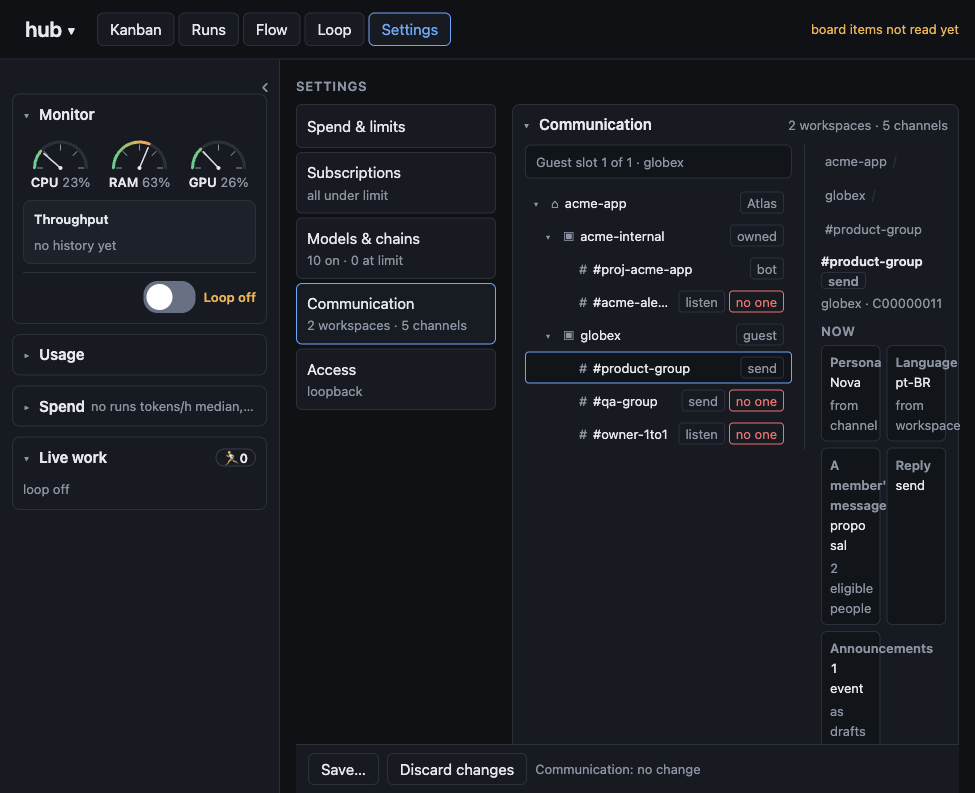 hub ▾
Kanban
Runs
Flow
Loop
Settings
board items not read yet
Monitor
CPU 23%
RAM 63%
GPU 26%
Throughput
no history yet
Loop off
Usage
Spend no runs tokens/h median,...
Live work
0
loop off
SETTINGS
Spend & limits
Subscriptions
all under limit
Models & chains
10 on · 0 at limit
Communication
2 workspaces · 5 channels
Access
loopback
Communication
2 workspaces · 5 channels
Guest slot 1 of 1 · globex
acme-app
Atlas
acme-internal
owned
# #proj-acme-app
bot
# #acme-ale...
listen
no one
globex
guest
# #product-group
send
# #qa-group
send
no one
# #owner-1to1
listen
no one
acme-app /
globex /
#product-group
#product-group
send
globex · C00000011
NOW
Persona
Nova
from
channel
Language
pt-BR
from
workspace
A
member'
message
propo
sal
2
eligible
people
Reply
send
Announcements
1
event
as
drafts
Save...
Discard changes
Communication: no change